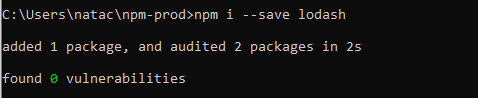 C:\Users\natac\npm-prod>npm i --save lodash
added 1 package, and audited 2 packages in 2s
found 0 vulnerabilities